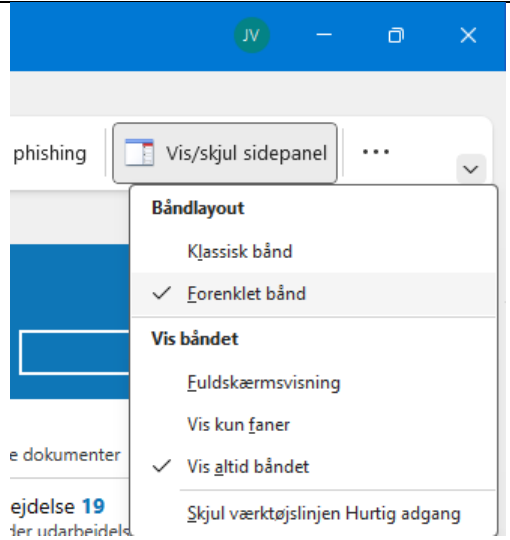 JV
phishing
Vis/skjul sidepanel
Båndlayout
Klassisk bånd
Forenklet bånd
Vis båndet
Fuldskærmsvisning
Vis kun faner
e dokumenter
Vis altid båndet
ejdelse 19
Skjul værktøjslinjen Hurtig adgang
der udarbejdels